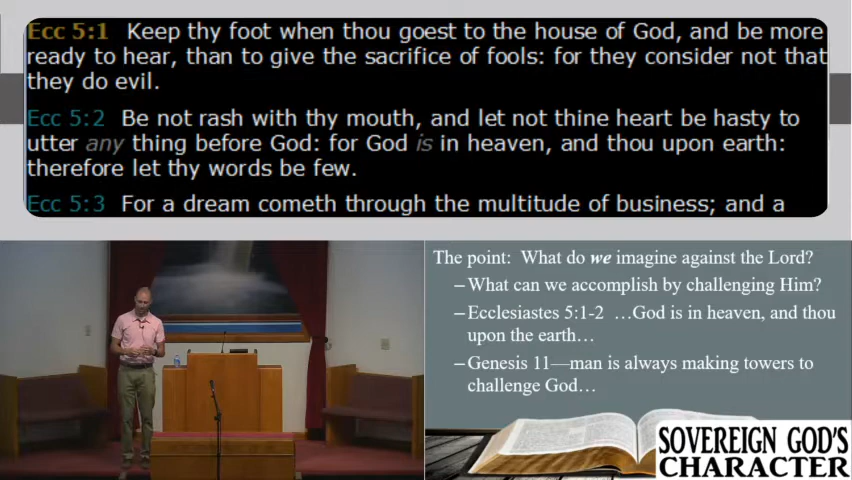 Ecc 5:1 Keep thy foot when thou goest to the house of God, and be more
ready to hear, than to give the sacrifice of fools: for they consider not that
they do evil.
Ecc 5:2 Be not rash with thy mouth, and let not thine heart be hasty to
utter any thing before God: for God is in heaven, and thou upon earth:
therefore let thy words be few.
Ecc 5:3 For a dream cometh through the multitude of business; and a
The point: What do we imagine against the Lord?
–What can we accomplish by challenging Him?
–Ecclesiastes 5:1-2 …God is in heaven, and thou
upon the earth…
–Genesis 11—man is always making towers to
challenge God…
SOVEREIGN GOD'S
CHARACTER